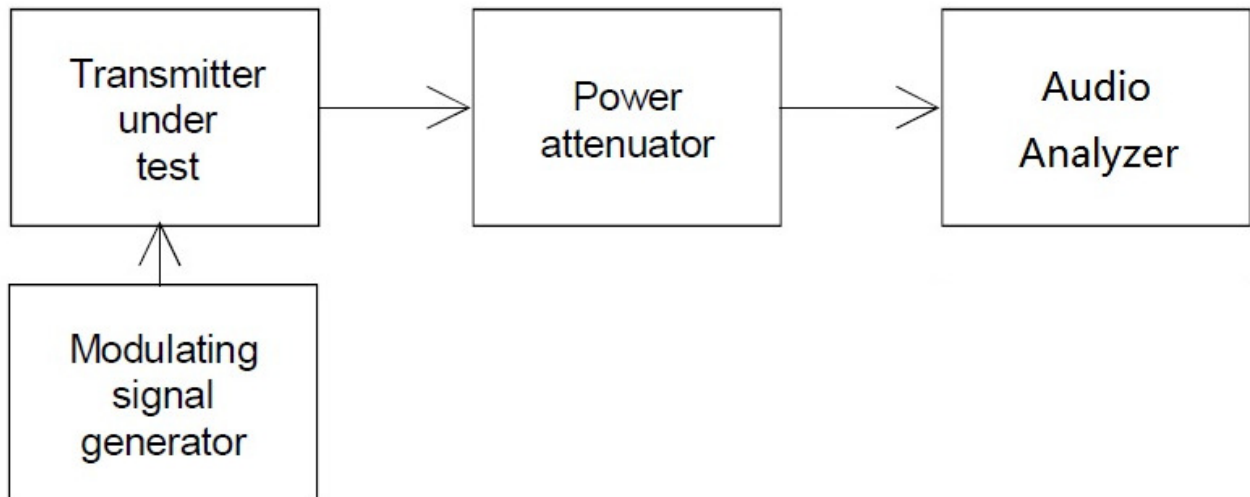 Transmitter
under
test
Power
attenuator
Audio
Analyzer
Modulating
signal
generator